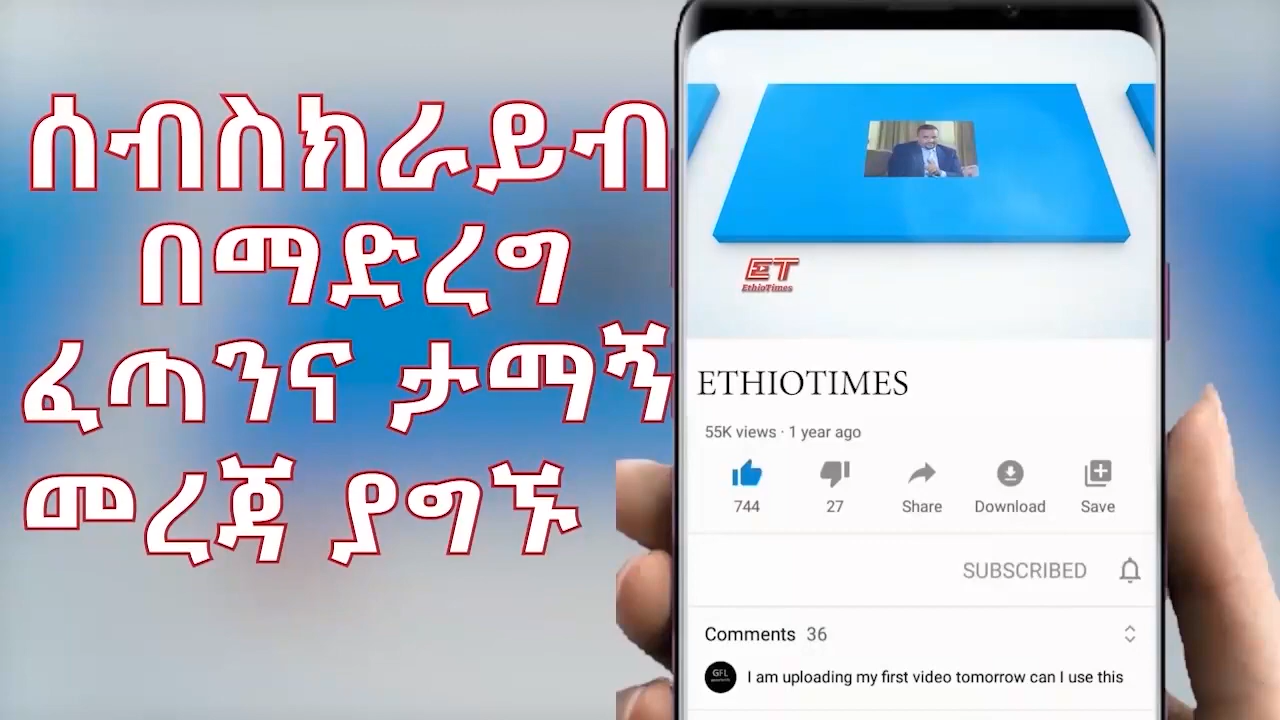 ሰብስክራይብ
በማድረግ
ፈጣንና ታማኝ
መረጃ ያግኙ
ET
EthioTimes
ETHIOTIMES
55K views · 1 year ago
744 27 Share Download Save
SUBSCRIBED
Comments 36
GFL
I am uploading my first video tomorrow can I use this